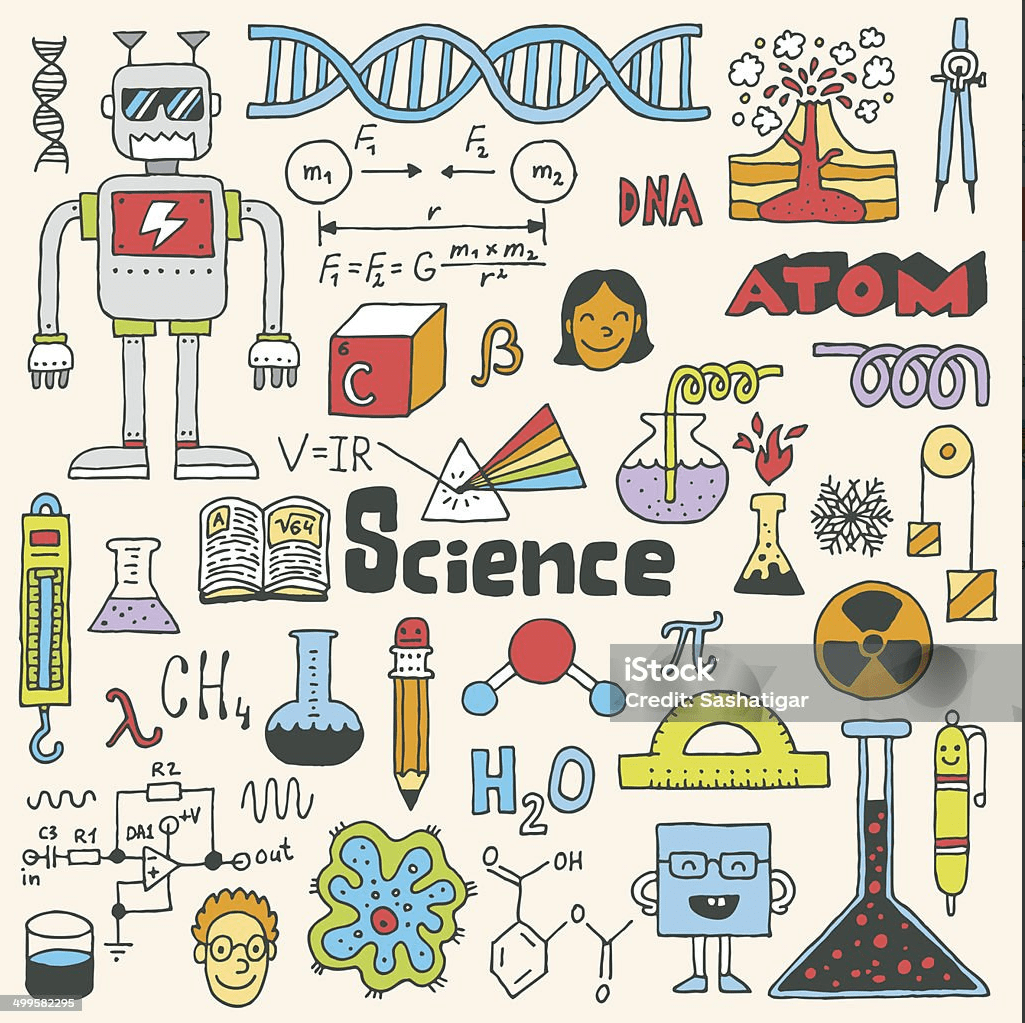 m₁
F₁
F₂
m₂
r
F₁=F₂=G m₁×m₂/r²
DNA
ATOM
6
C
β
V=IR
A
√64
Science
π
λ
CH₄
H₂O
R2
C3
R1
DA1
+V
-
+
in
out
O
OH
O
O
iStock
Credit: Sashatigar
499582295